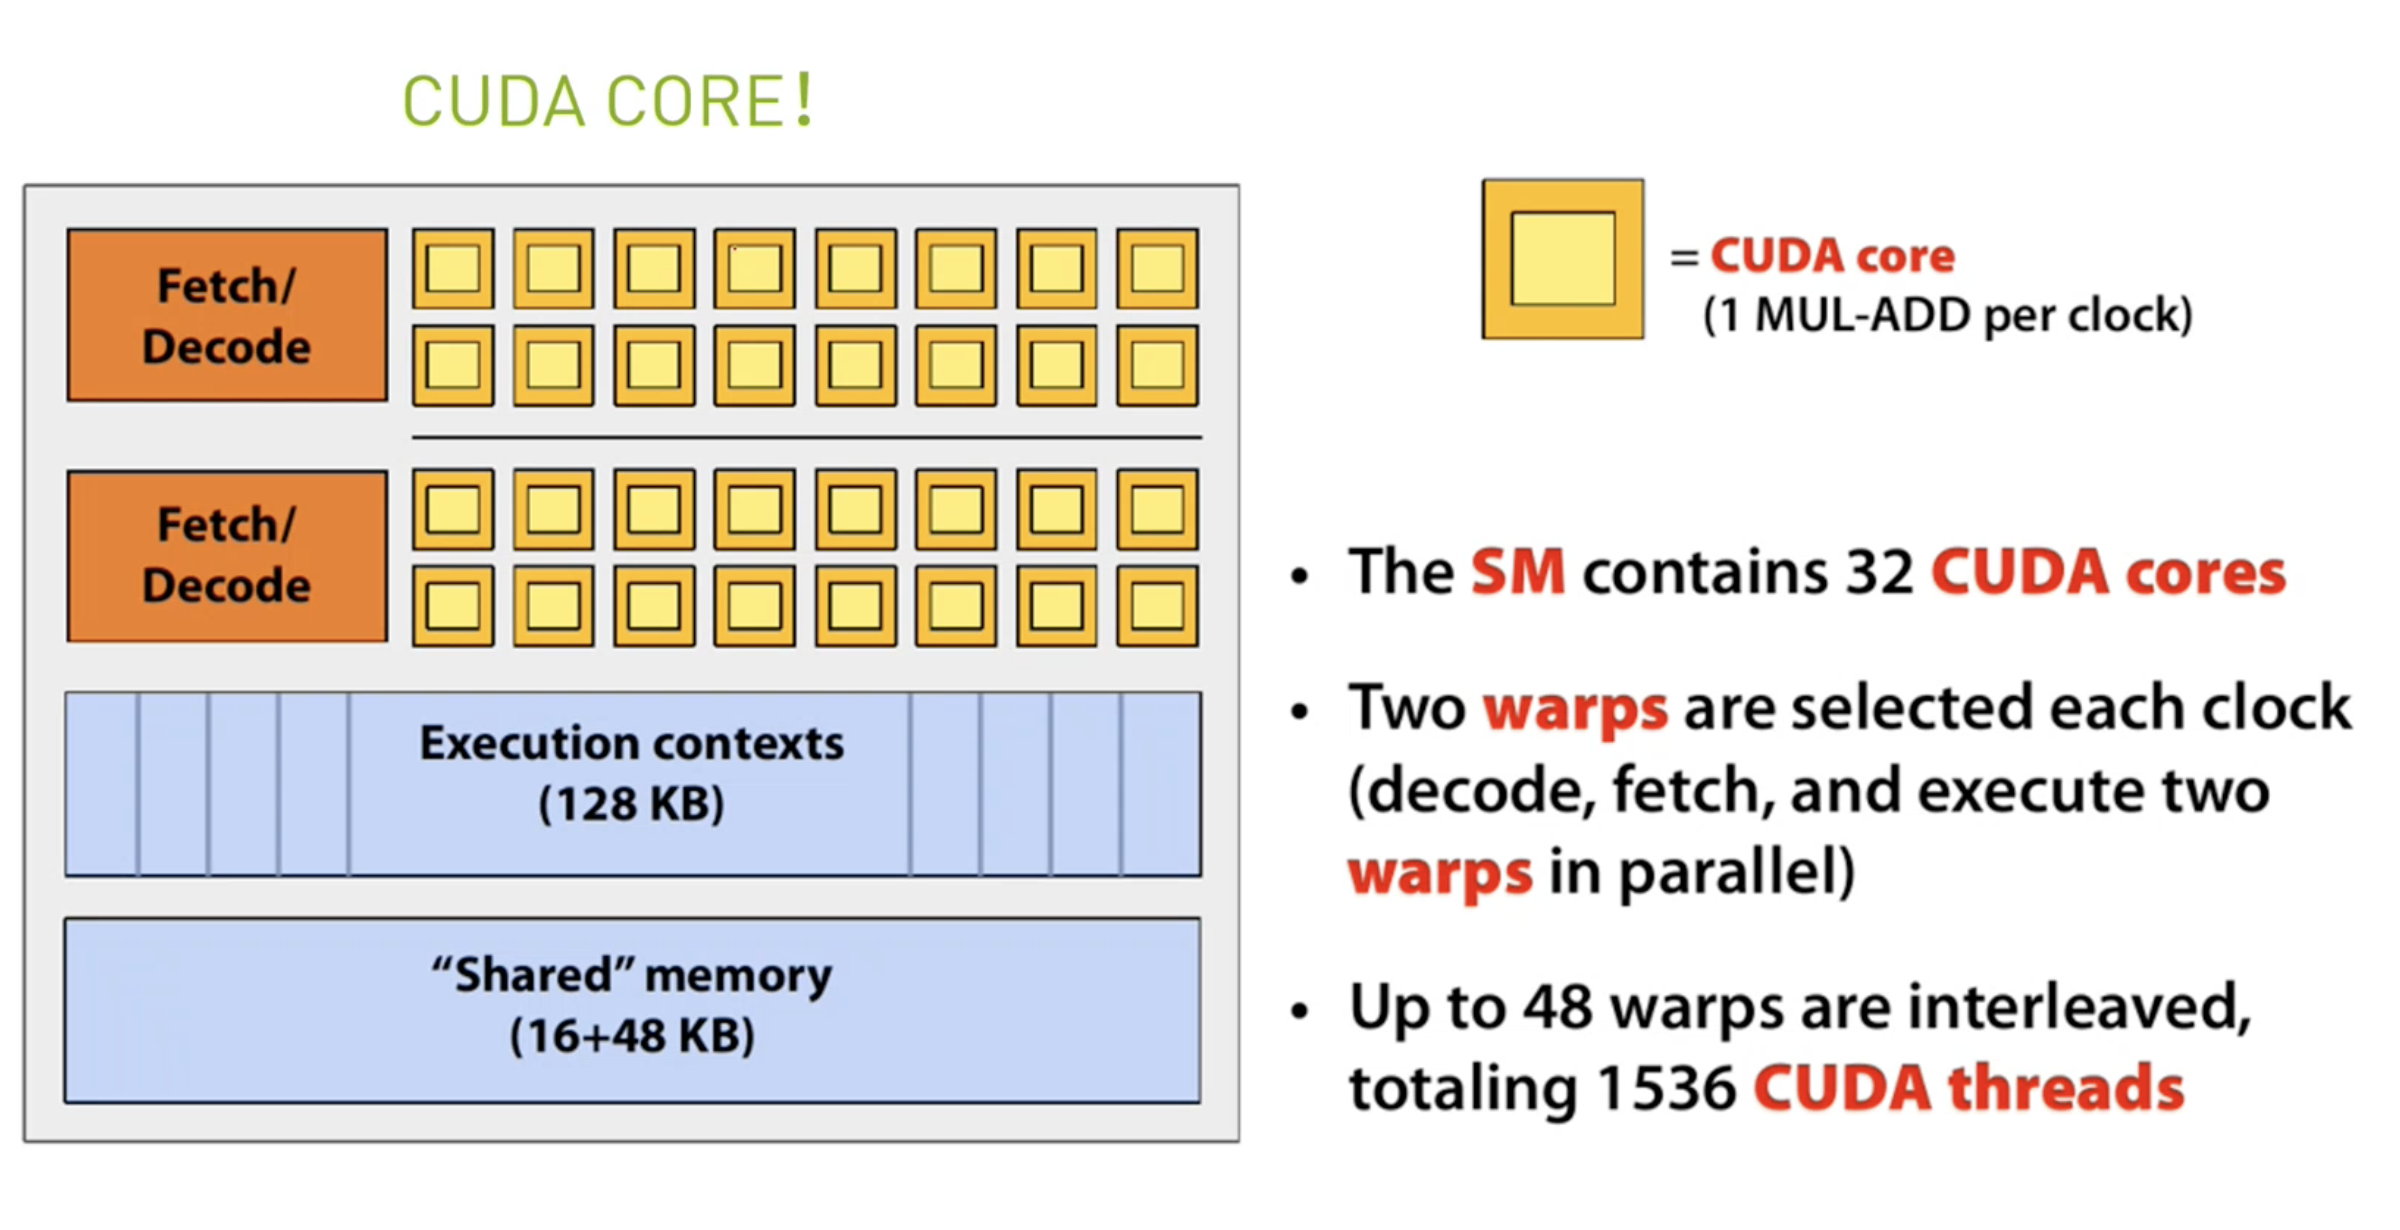 CUDA CORE!
Fetch/
Decode
Fetch/
Decode
Execution contexts
(128 KB)
“Shared” memory
(16+48 KB)
= CUDA core
(1 MUL-ADD per clock)
• The SM contains 32 CUDA cores
• Two warps are selected each clock
(decode, fetch, and execute two
warps in parallel)
• Up to 48 warps are interleaved,
totaling 1536 CUDA threads